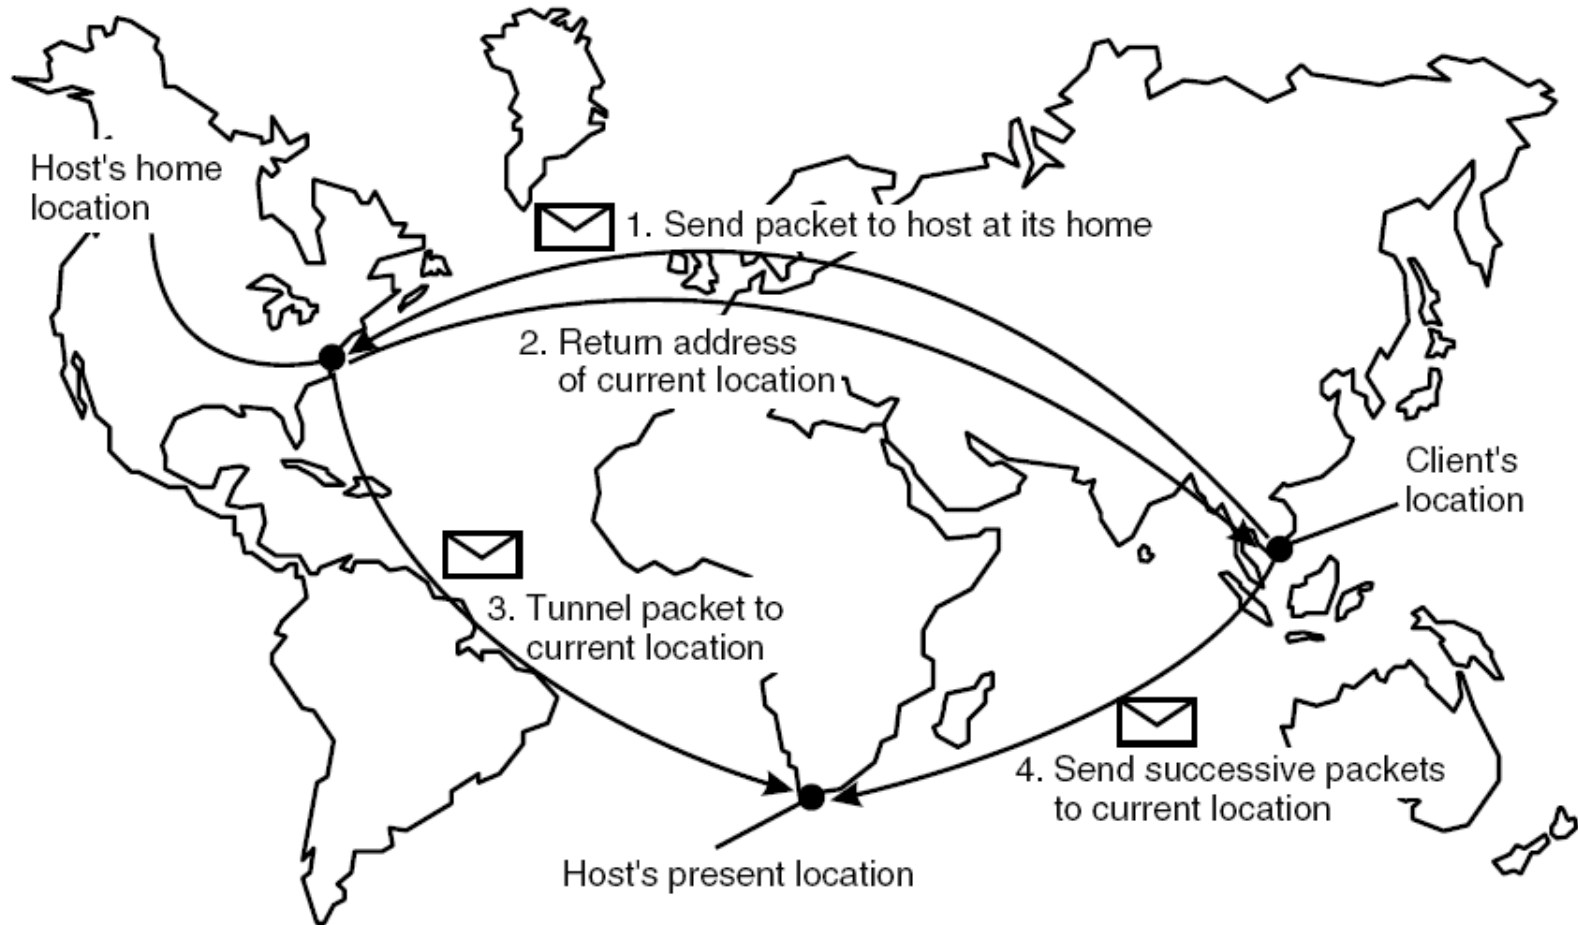 Host's home
location
1. Send packet to host at its home
2. Return address
of current location
Client's
location
3. Tunnel packet to
current location
4. Send successive packets
to current location
Host's present location